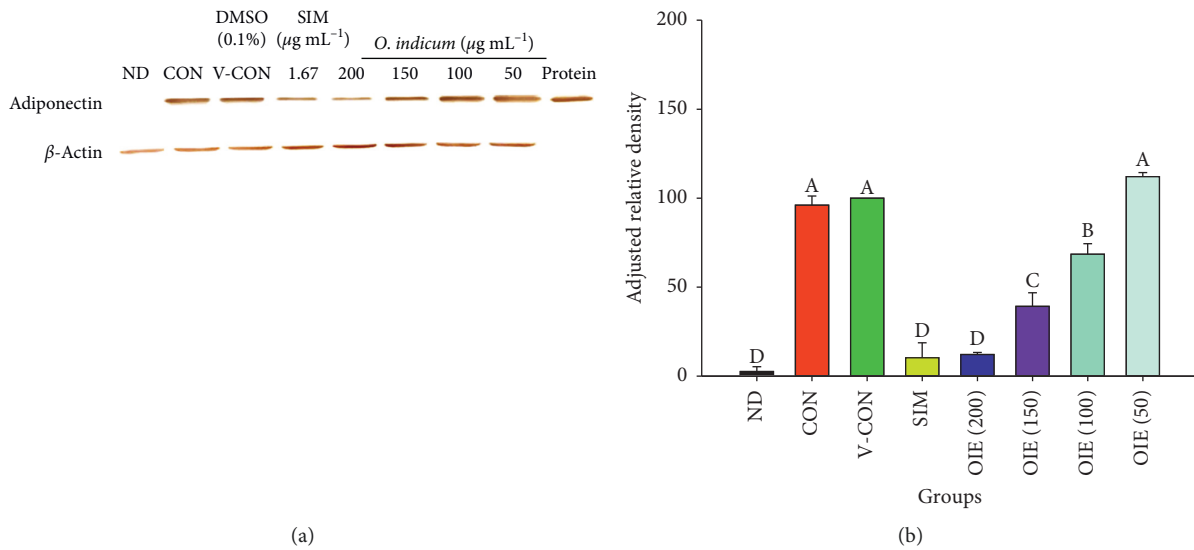 DMSO SIM
(0.1%) (μg mL⁻¹) O. indicum (μg mL⁻¹)
ND CON V-CON 1.67 200 150 100 50 Protein
Adiponectin
β-Actin
(a)
200
150
100
50
0
Adjusted relative density
D
A
A
D
D
C
B
A
ND
CON
V-CON
SIM
OIE (200)
OIE (150)
OIE (100)
OIE (50)
Groups
(b)